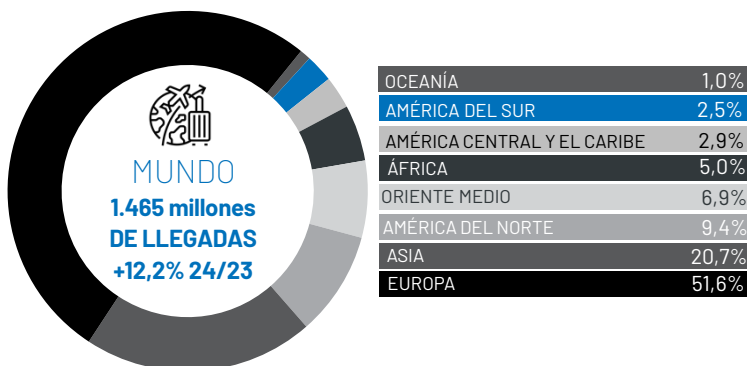 MUNDO
1.465 millones
DE LLEGADAS
+12,2% 24/23
OCEANÍA 1,0%
AMÉRICA DEL SUR 2,5%
AMÉRICA CENTRAL Y EL CARIBE 2,9%
ÁFRICA 5,0%
ORIENTE MEDIO 6,9%
AMÉRICA DEL NORTE 9,4%
ASIA 20,7%
EUROPA 51,6%